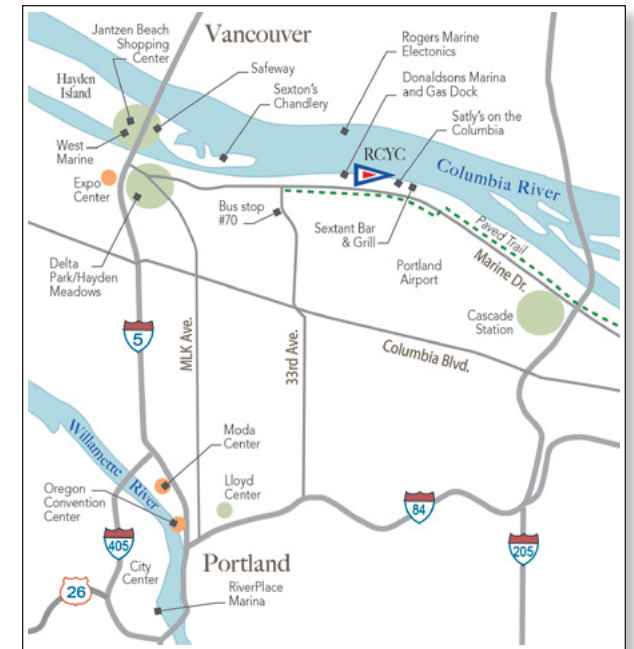 Jantzen Beach
Shopping
Center
Vancouver
Rogers Marine
Electonics
Hayden
Island
Safeway
Sexton's
Chandlery
Donaldsons Marina
and Gas Dock
Satly's on the
Columbia
West
Marine
RCYC
Columbia River
Expo
Center
Bus stop
#70
Sextant Bar
& Grill
Paved Trail
Marine Dr.
Delta
Park/Hayden
Meadows
Portland
Airport
Cascade
Station
5
MLK Ave.
33rd Ave.
Columbia Blvd.
Willamette
River
Moda
Center
Oregon
Convention
Center
Lloyd
Center
84
405
205
City
Center
Portland
26
RiverPlace
Marina